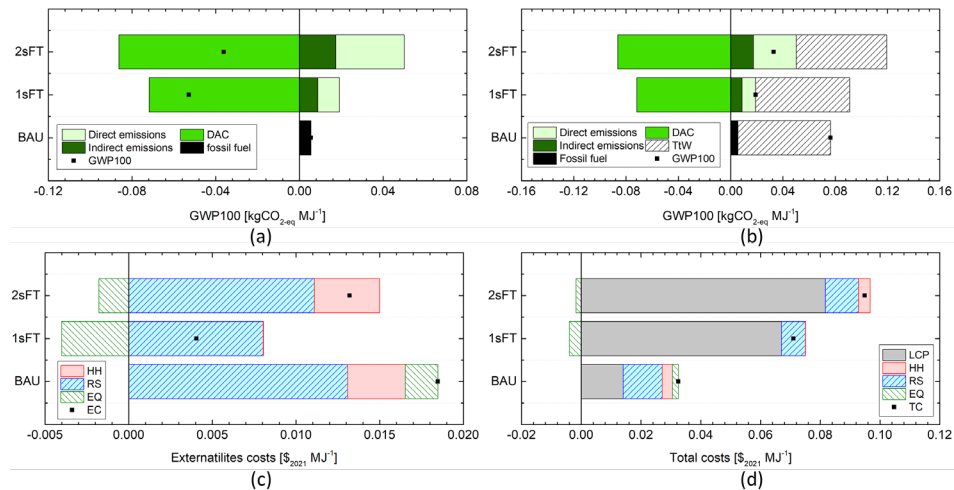 2sFT
1sFT
BAU
Direct emissions
DAC
Indirect emissions
fossil fuel
GWP100
-0.12
-0.08
-0.04
0.00
0.04
0.08
GWP100 [kgCO2-eq MJ-1]
(a)
2sFT
1sFT
BAU
Direct emissions
DAC
Indirect emissions
TtW
Fossil fuel
GWP100
-0.12
-0.08
-0.04
0.00
0.04
0.08
0.12
0.16
GWP100 [kgCO2-eq MJ-1]
(b)
2sFT
1sFT
BAU
HH
RS
EQ
EC
-0.005
0.000
0.005
0.010
0.015
0.020
Externatilites costs [$2021 MJ-1]
(c)
2sFT
1sFT
BAU
LCP
HH
RS
EQ
TC
-0.02
0.00
0.02
0.04
0.06
0.08
0.10
0.12
Total costs [$2021 MJ-1]
(d)